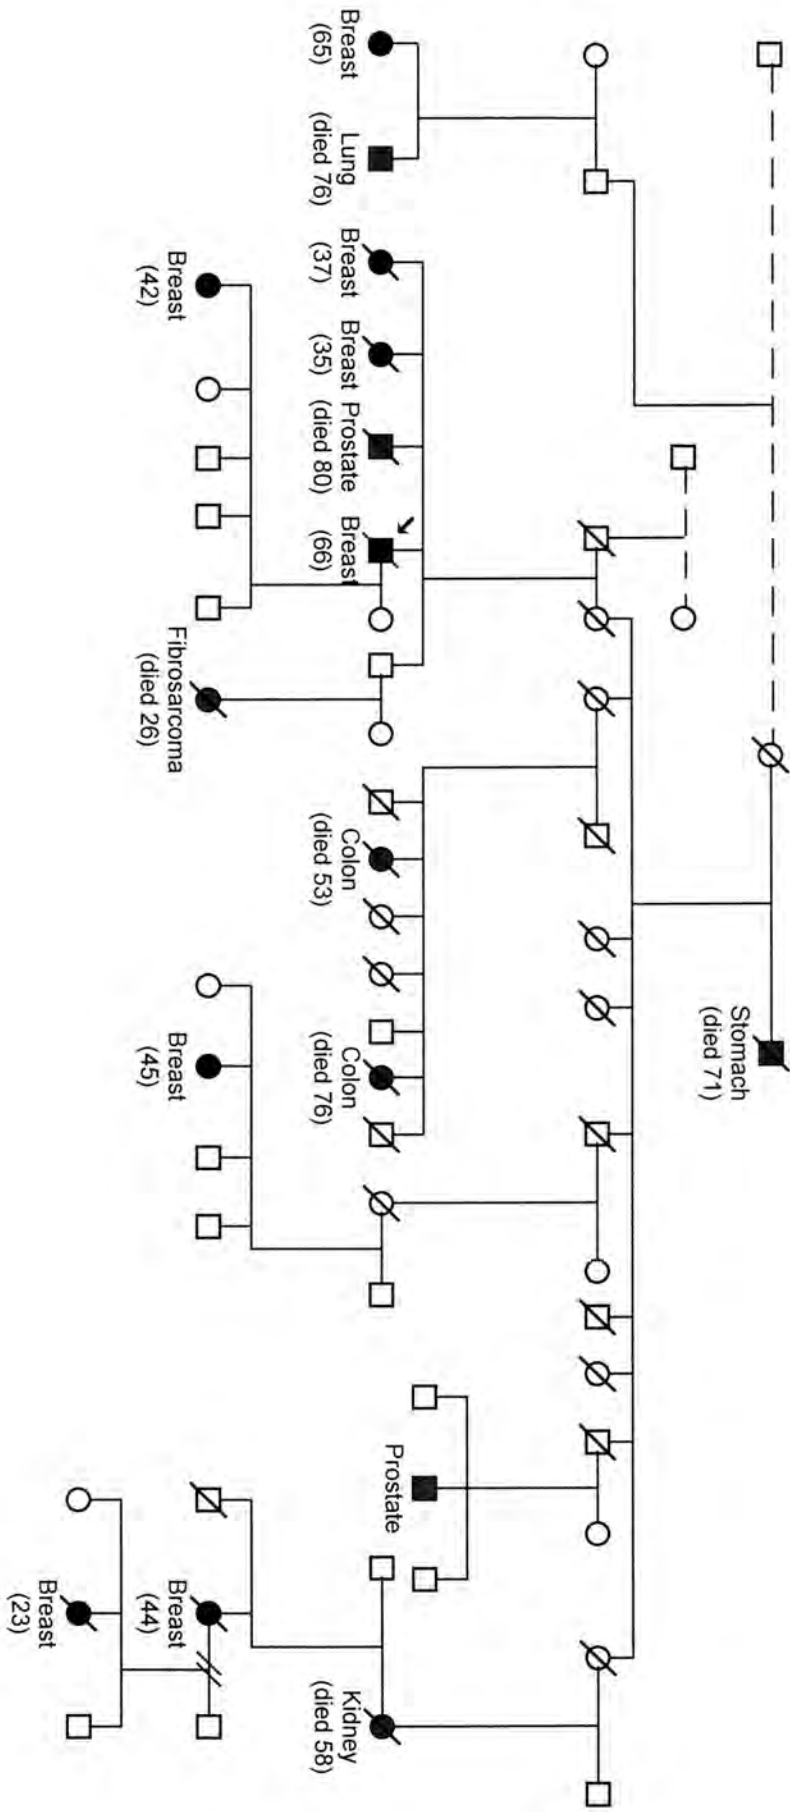 Stomach
(died 71)
Breast
(65)
Lung
(died 76)
Breast
(37)
Breast
(35)
Prostate
(died 80)
Breast
(66)
Colon
(died 53)
Colon
(died 76)
Prostate
Kidney
(died 58)
Breast
(42)
Fibrosarcoma
(died 26)
Breast
(45)
Breast
(44)
Breast
(23)